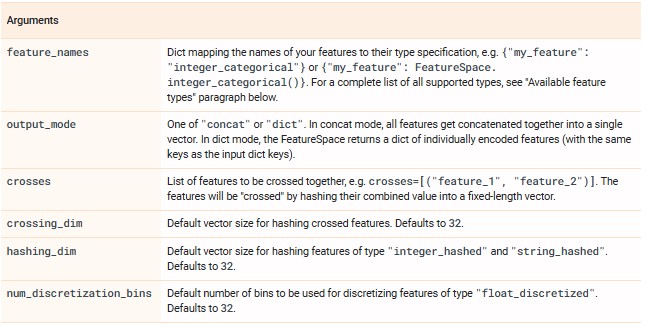 Arguments
feature_names
Dict mapping the names of your features to their type specification, e.g. {"my_feature":
"integer_categorical"} or {"my_feature": FeatureSpace.
integer_categorical()}. For a complete list of all supported types, see "Available feature
types" paragraph below.
output_mode
One of "concat" or "dict". In concat mode, all features get concatenated together into a single
vector. In dict mode, the FeatureSpace returns a dict of individually encoded features (with the same
keys as the input dict keys).
crosses
List of features to be crossed together, e.g. crosses=[("feature_1", "feature_2")]. The
features will be "crossed" by hashing their combined value into a fixed-length vector.
crossing_dim
Default vector size for hashing crossed features. Defaults to 32.
hashing_dim
Default vector size for hashing features of type "integer_hashed" and "string_hashed".
Defaults to 32.
num_discretization_bins
Default number of bins to be used for discretizing features of type "float_discretized".
Defaults to 32.